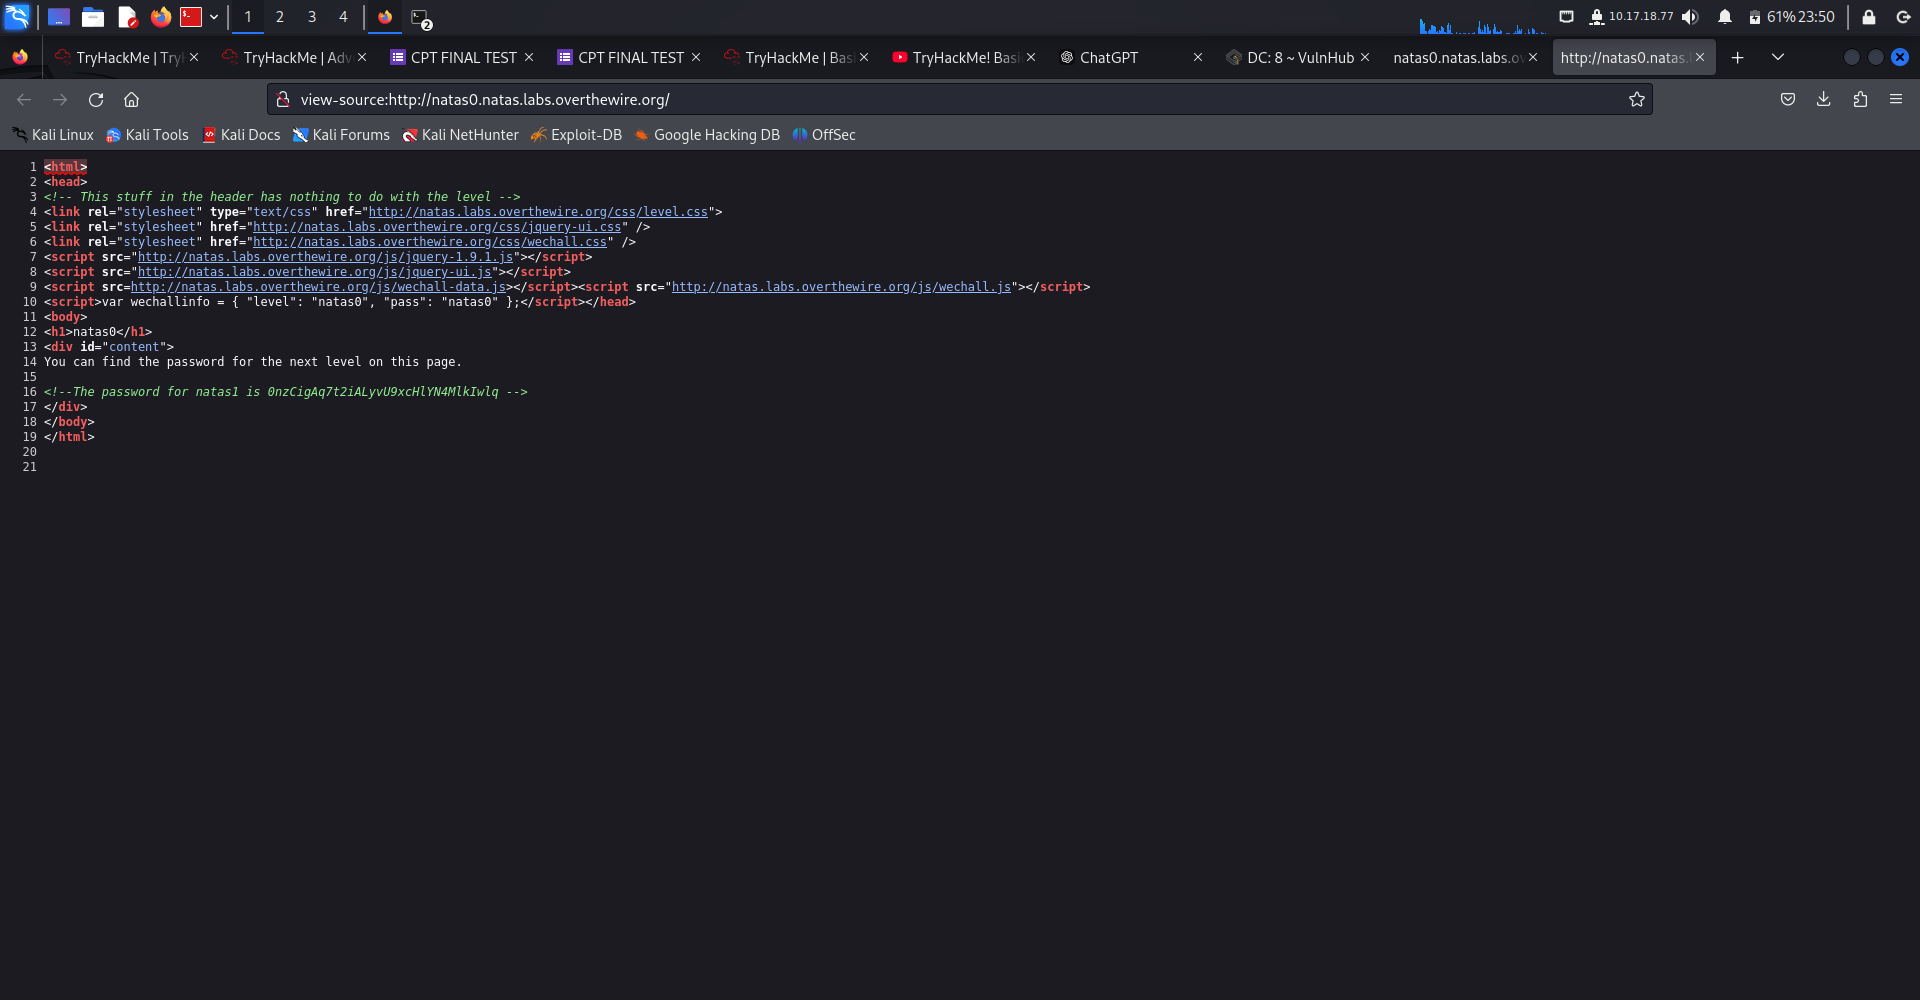 1 2 3 4 2 10.17.18.77 61% 23:50
TryHackMe | Try TryHackMe | Adv CPT FINAL TEST CPT FINAL TEST TryHackMe | Bas TryHackMe! Basi ChatGPT DC: 8 ~ VulnHub natas0.natas.labs.ov http://natas0.natas.l
view-source:http://natas0.natas.labs.overthewire.org/
Kali Linux Kali Tools Kali Docs Kali Forums Kali NetHunter Exploit-DB Google Hacking DB OffSec
1 <html>
2 <head>
3 <!-- This stuff in the header has nothing to do with the level -->
4 <link rel="stylesheet" type="text/css" href="http://natas.labs.overthewire.org/css/level.css">
5 <link rel="stylesheet" href="http://natas.labs.overthewire.org/css/jquery-ui.css" />
6 <link rel="stylesheet" href="http://natas.labs.overthewire.org/css/wechall.css" />
7 <script src="http://natas.labs.overthewire.org/js/jquery-1.9.1.js"></script>
8 <script src="http://natas.labs.overthewire.org/js/jquery-ui.js"></script>
9 <script src=http://natas.labs.overthewire.org/js/wechall-data.js></script><script src="http://natas.labs.overthewire.org/js/wechall.js"></script>
10 <script>var wechallinfo = { "level": "natas0", "pass": "natas0" };</script></head>
11 <body>
12 <h1>natas0</h1>
13 <div id="content">
14 You can find the password for the next level on this page.
15
16 <!--The password for natas1 is 0nzCigAq7t2iALyvU9xcHlYN4MlkIwlq -->
17 </div>
18 </body>
19 </html>
20
21